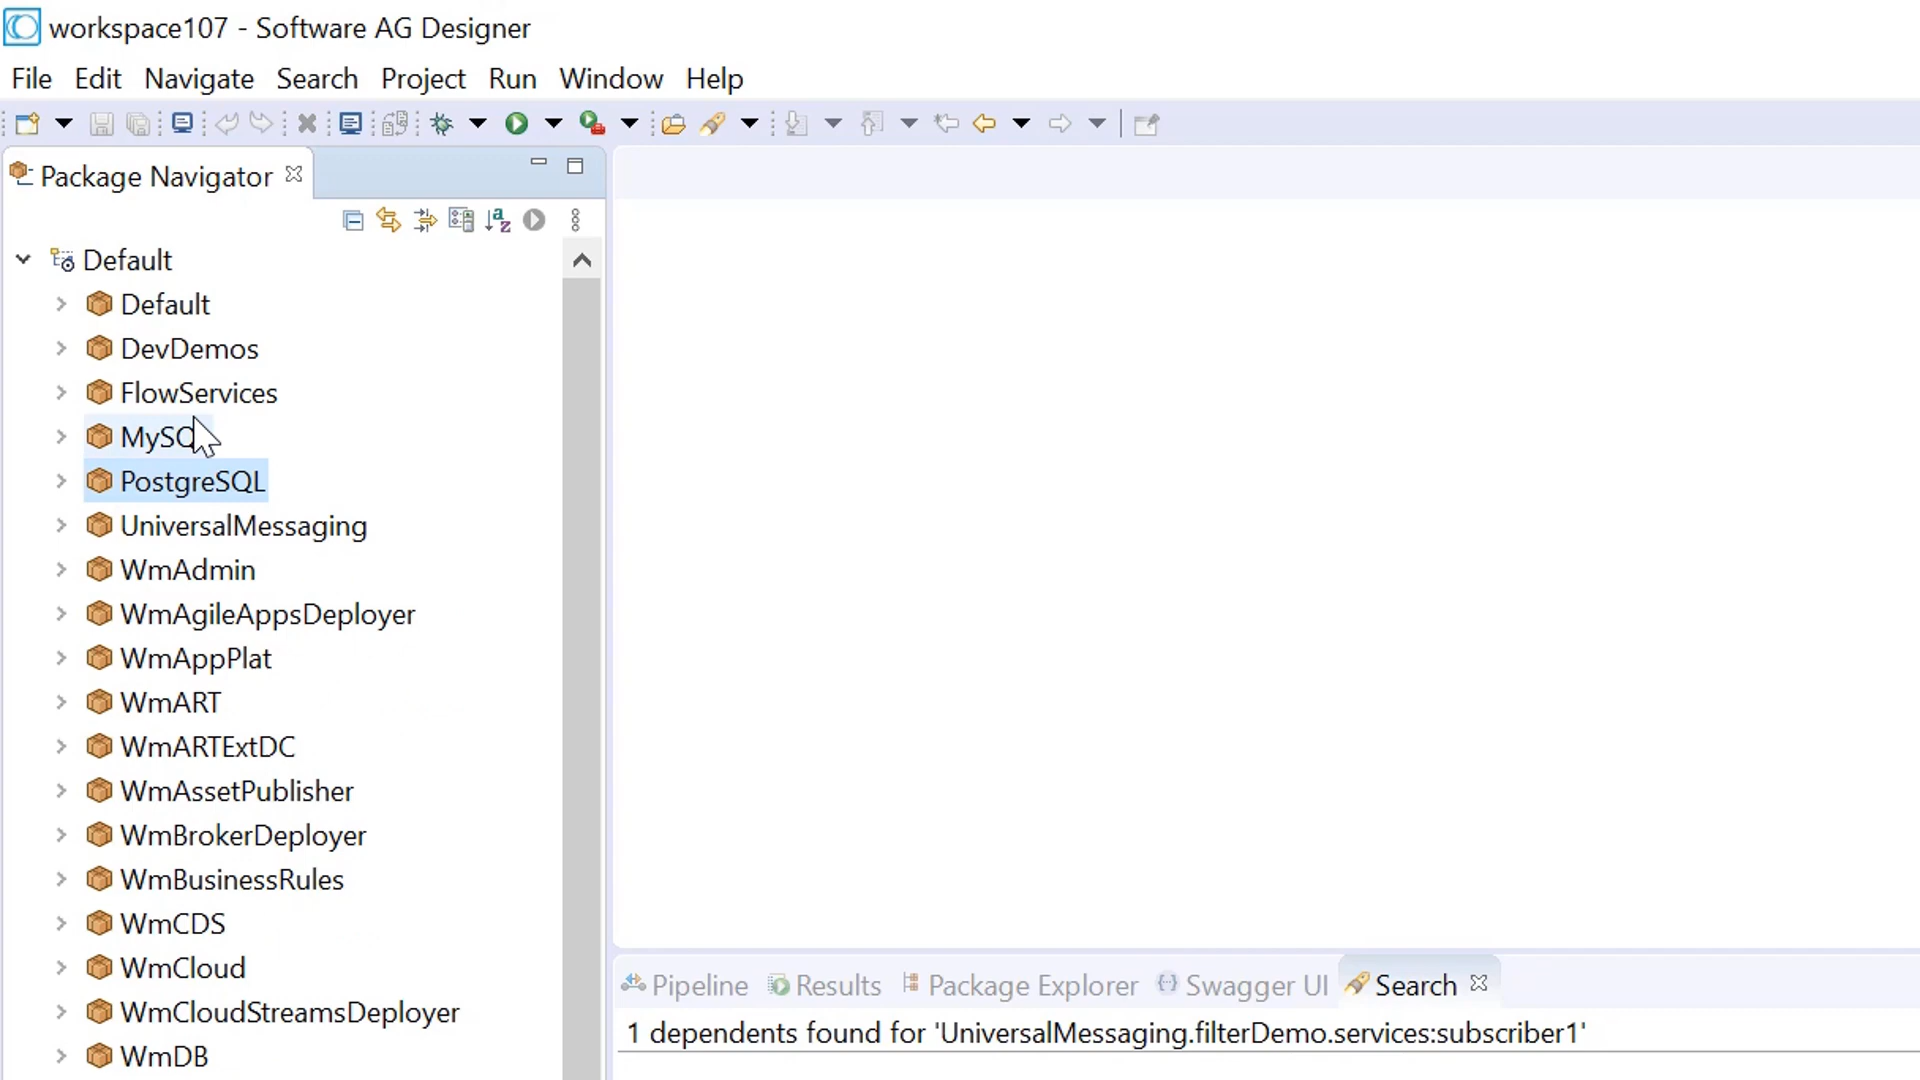 workspace107 - Software AG Designer
File Edit Navigate Search Project Run Window Help
Package Navigator
Default
Default
DevDemos
FlowServices
MySQ
PostgreSQL
UniversalMessaging
WmAdmin
WmAgileAppsDeployer
WmAppPlat
WmART
WmARTExtDC
WmAssetPublisher
WmBrokerDeployer
WmBusinessRules
WmCDS
WmCloud
WmCloudStreamsDeployer
WmDB
Pipeline Results Package Explorer Swagger UI Search
1 dependents found for 'UniversalMessaging.filterDemo.services:subscriber1'